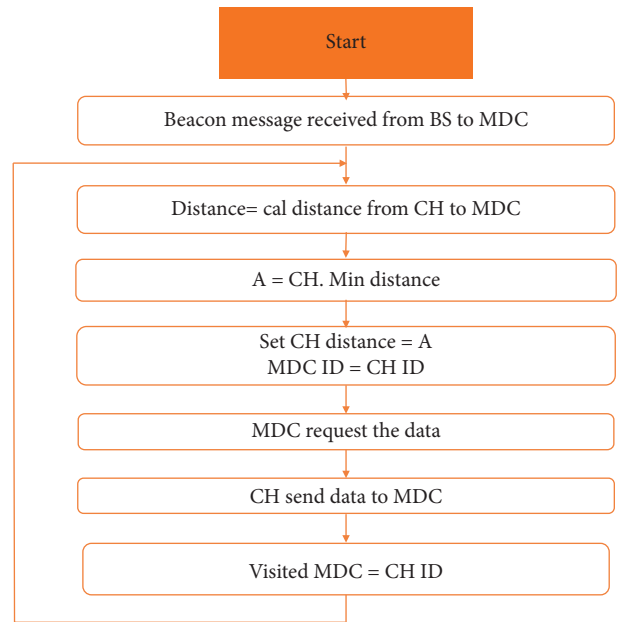 Start
Beacon message received from BS to MDC
Distance= cal distance from CH to MDC
A = CH. Min distance
Set CH distance = A
MDC ID = CH ID
MDC request the data
CH send data to MDC
Visited MDC = CH ID